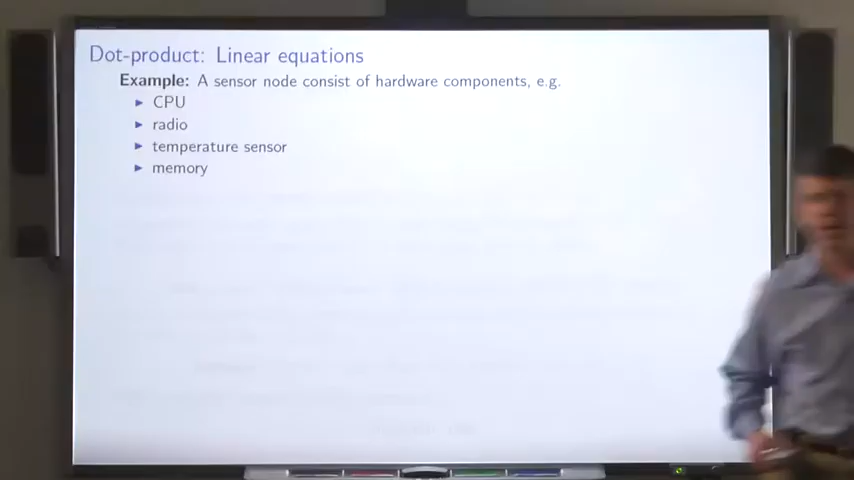 Dot-product: Linear equations
Example: A sensor node consist of hardware components, e.g.
▶ CPU
▶ radio
▶ temperature sensor
▶ memory